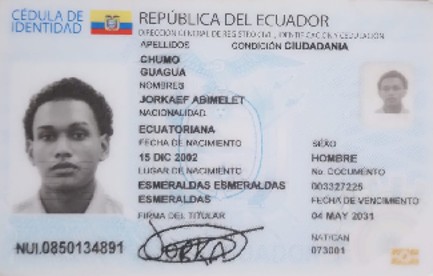 CÉDULA DE IDENTIDAD
REPÚBLICA DEL ECUADOR
DIRECCIÓN GENERAL DE REGISTRO CIVIL, IDENTIFICACIÓN Y CEDULACIÓN
APELLIDOS CONDICIÓN CIUDADANIA
CHUMO
GUAGUA
NOMBRES
JORKAEF ABIMELET
NACIONALIDAD
ECUATORIANA
FECHA DE NACIMIENTO SEXO
15 DIC 2002 HOMBRE
LUGAR DE NACIMIENTO No. DOCUMENTO
ESMERALDAS ESMERALDAS 003327225
ESMERALDAS FECHA DE VENCIMIENTO
FIRMA DEL TITULAR 04 MAY 2031
NAT/CAN
NUI.0850134891 073001